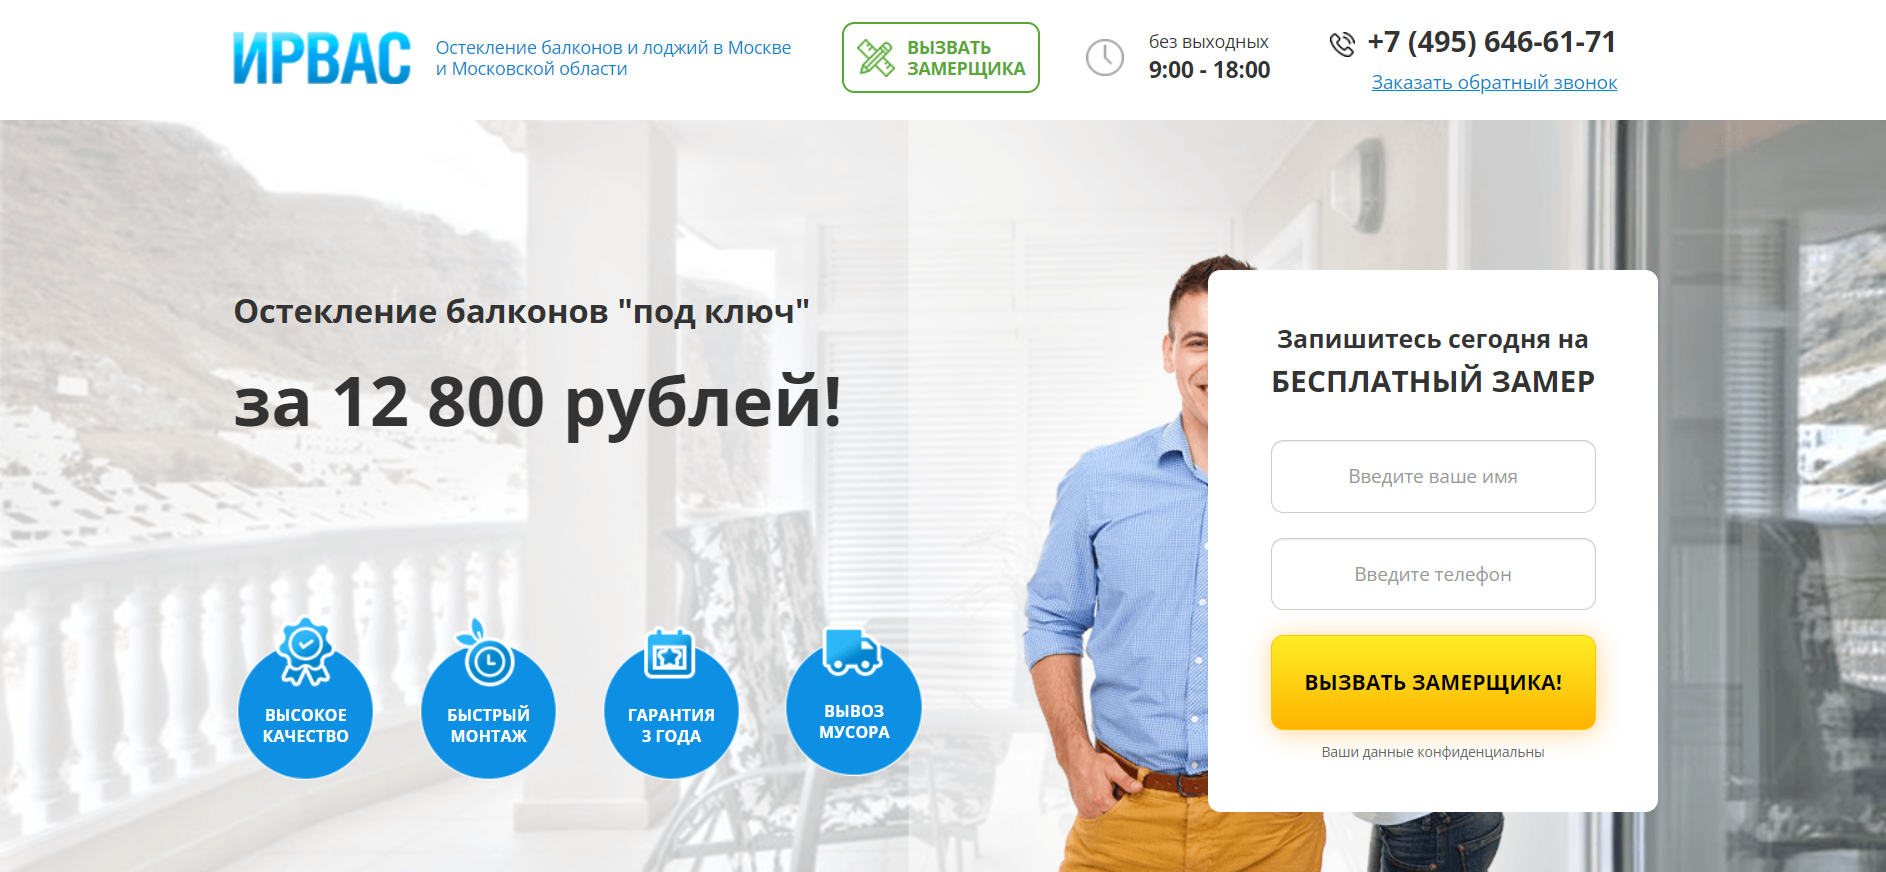 ИРВАС
Остекление балконов и лоджий в Москве
и Московской области
ВЫЗВАТЬ
ЗАМЕРЩИКА
без выходных
9:00 - 18:00
+7 (495) 646-61-71
Заказать обратный звонок
Остекление балконов "под ключ"
за 12 800 рублей!
ВЫСОКОЕ
КАЧЕСТВО
БЫСТРЫЙ
МОНТАЖ
ГАРАНТИЯ
3 ГОДА
ВЫВОЗ
МУСОРА
Запишитесь сегодня на
БЕСПЛАТНЫЙ ЗАМЕР
Введите ваше имя
Введите телефон
ВЫЗВАТЬ ЗАМЕРЩИКА!
Ваши данные конфиденциальны